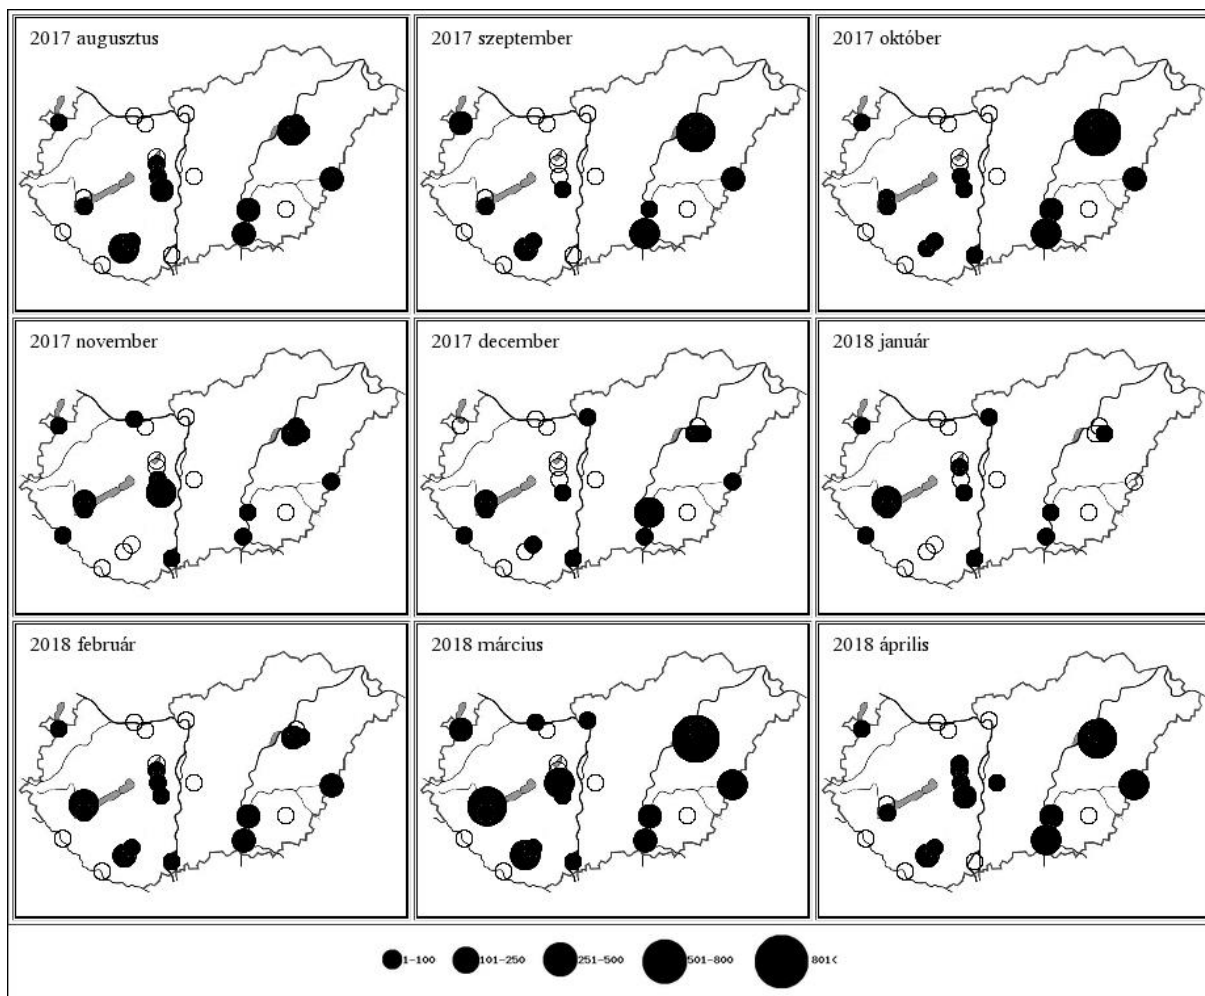 2017 augusztus
2017 szeptember
2017 október
2017 november
2017 december
2018 január
2018 február
2018 március
2018 április
1-100
101-250
251-500
501-800
801<